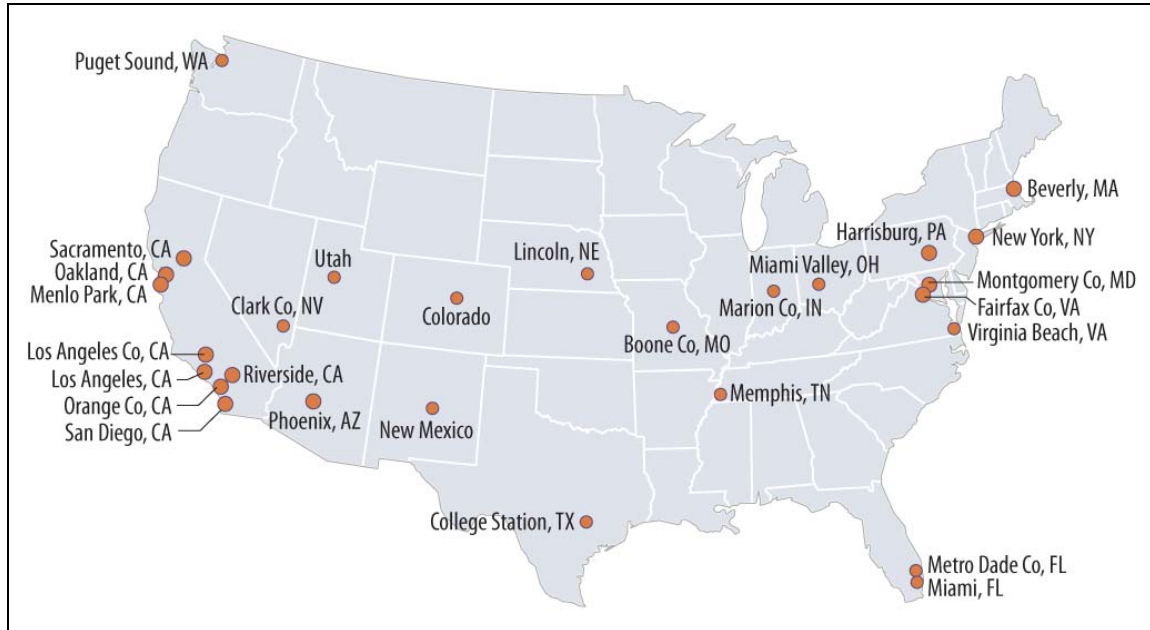 Puget Sound, WA
Beverly, MA
Harrisburg, PA
New York, NY
Sacramento, CA
Oakland, CA
Menlo Park, CA
Utah
Lincoln, NE
Miami Valley, OH
Montgomery Co, MD
Clark Co, NV
Colorado
Marion Co, IN
Fairfax Co, VA
Boone Co, MO
Virginia Beach, VA
Los Angeles Co, CA
Los Angeles, CA
Riverside, CA
Orange Co, CA
San Diego, CA
Phoenix, AZ
New Mexico
Memphis, TN
College Station, TX
Metro Dade Co, FL
Miami, FL